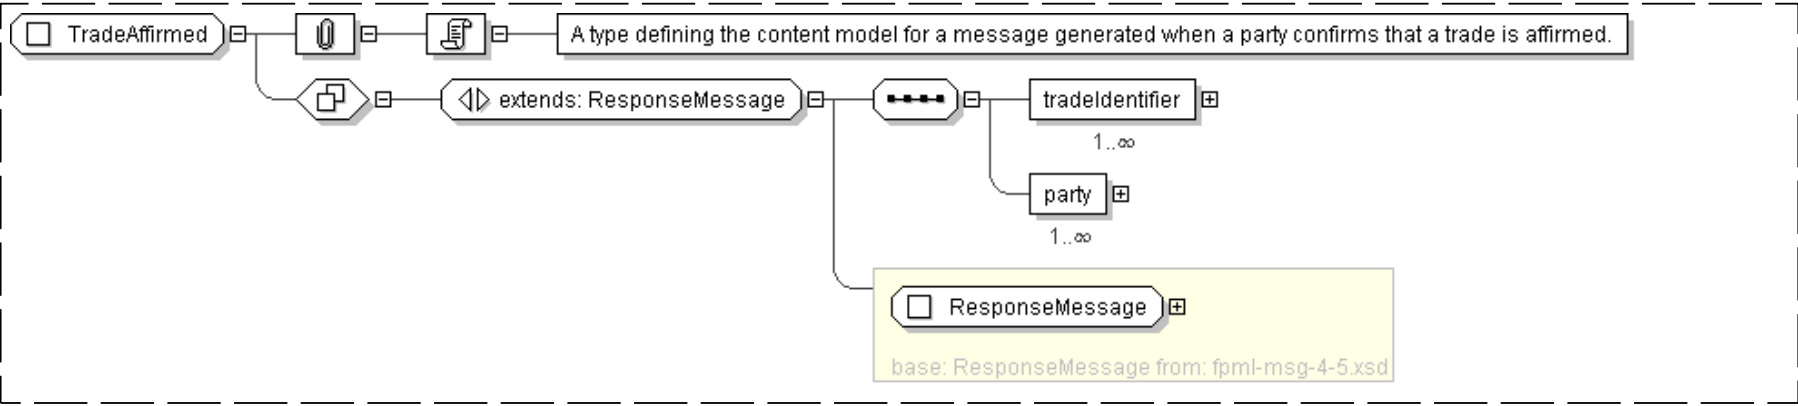 TradeAffirmed
A type defining the content model for a message generated when a party confirms that a trade is affirmed.
extends: ResponseMessage
tradeIdentifier
1..∞
party
1..∞
ResponseMessage
base: ResponseMessage from: fpml-msg-4-5.xsd